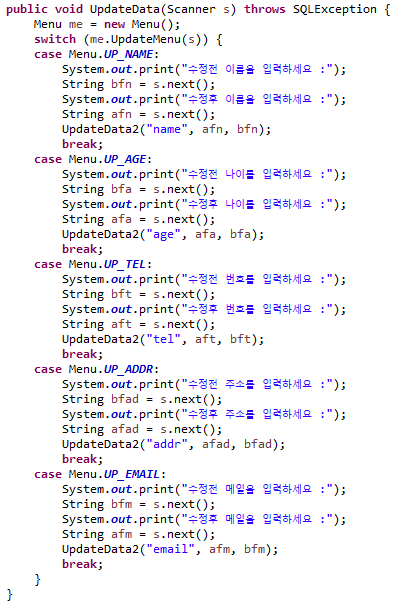 public void UpdateData(Scanner s) throws SQLException {
    Menu me = new Menu();
    switch (me.UpdateMenu(s)) {
    case Menu.UP_NAME:
        System.out.print("수정전 이름을 입력하세요 :");
        String bfn = s.next();
        System.out.print("수정후 이름을 입력하세요 :");
        String afn = s.next();
        UpdateData2("name", afn, bfn);
        break;
    case Menu.UP_AGE:
        System.out.print("수정전 나이를 입력하세요 :");
        String bfa = s.next();
        System.out.print("수정후 나이를 입력하세요 :");
        String afa = s.next();
        UpdateData2("age", afa, bfa);
        break;
    case Menu.UP_TEL:
        System.out.print("수정전 번호를 입력하세요 :");
        String bft = s.next();
        System.out.print("수정후 번호를 입력하세요 :");
        String aft = s.next();
        UpdateData2("tel", aft, bft);
        break;
    case Menu.UP_ADDR:
        System.out.print("수정전 주소를 입력하세요 :");
        String bfad = s.next();
        System.out.print("수정후 주소를 입력하세요 :");
        String afad = s.next();
        UpdateData2("addr", afad, bfad);
        break;
    case Menu.UP_EMAIL:
        System.out.print("수정전 메일을 입력하세요 :");
        String bfm = s.next();
        System.out.print("수정후 메일을 입력하세요 :");
        String afm = s.next();
        UpdateData2("email", afm, bfm);
        break;
    }
}